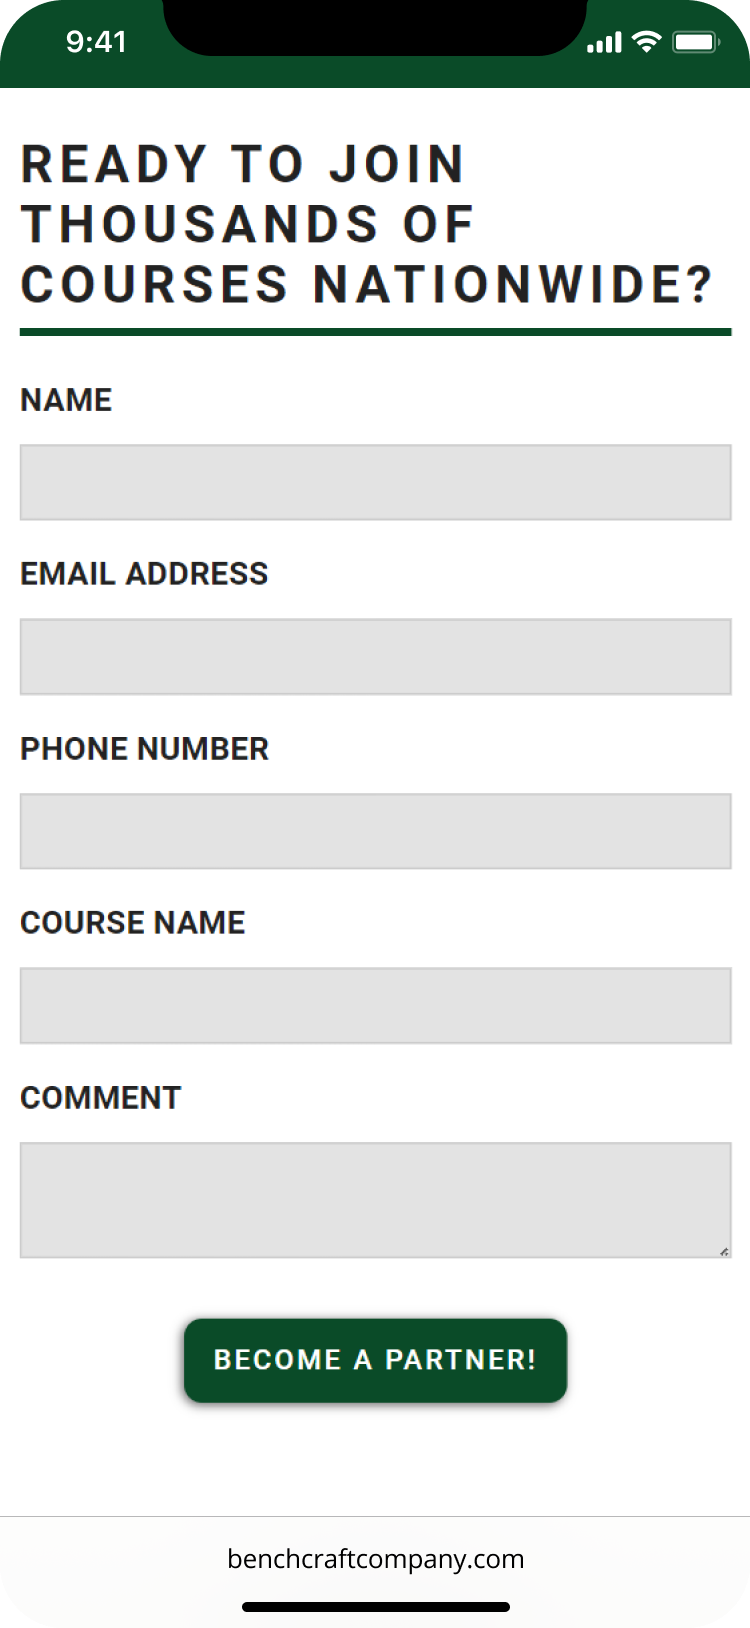 9:41
READY TO JOIN
THOUSANDS OF
COURSES NATIONWIDE?
NAME
EMAIL ADDRESS
PHONE NUMBER
COURSE NAME
COMMENT
BECOME A PARTNER!
benchcraftcompany.com